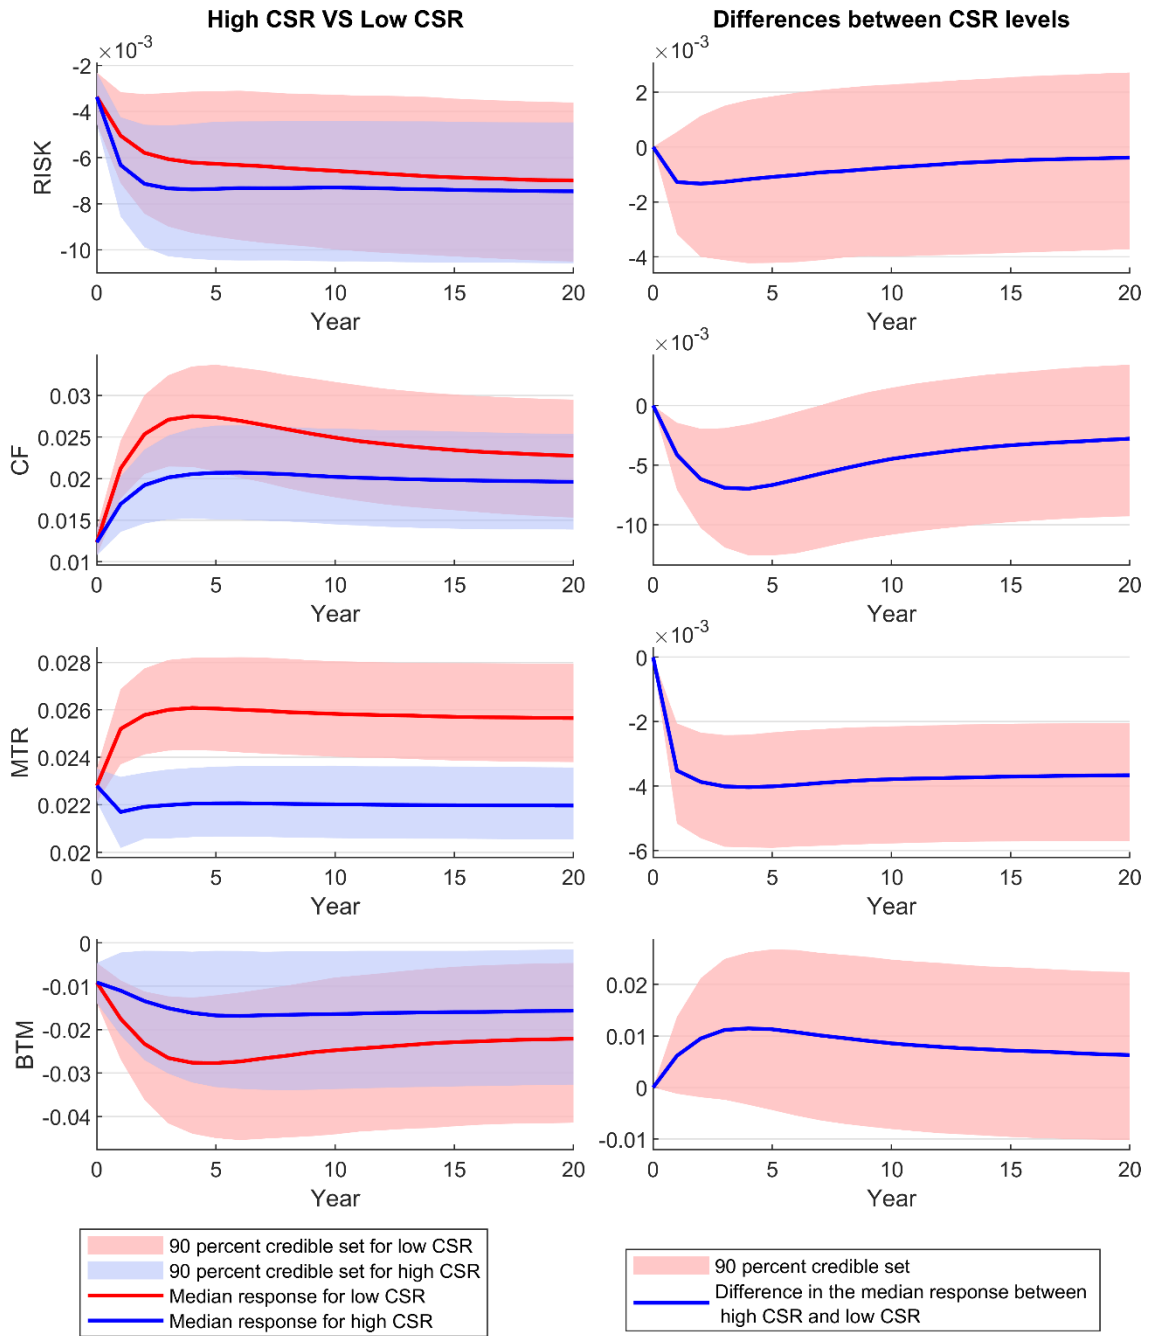 High CSR VS Low CSR
×10⁻³
-2
-4
-6
-8
-10
RISK
0 5 10 15 20
Year
Differences between CSR levels
×10⁻³
2
0
-2
-4
0 5 10 15 20
Year
0.03
0.025
0.02
0.015
0.01
CF
0 5 10 15 20
Year
×10⁻³
0
-5
-10
0 5 10 15 20
Year
0.028
0.026
0.024
0.022
0.02
MTR
0 5 10 15 20
Year
×10⁻³
0
-2
-4
-6
0 5 10 15 20
Year
0
-0.01
-0.02
-0.03
-0.04
BTM
0 5 10 15 20
Year
0.02
0.01
0
-0.01
0 5 10 15 20
Year
90 percent credible set for low CSR
90 percent credible set for high CSR
Median response for low CSR
Median response for high CSR
90 percent credible set
Difference in the median response between
high CSR and low CSR